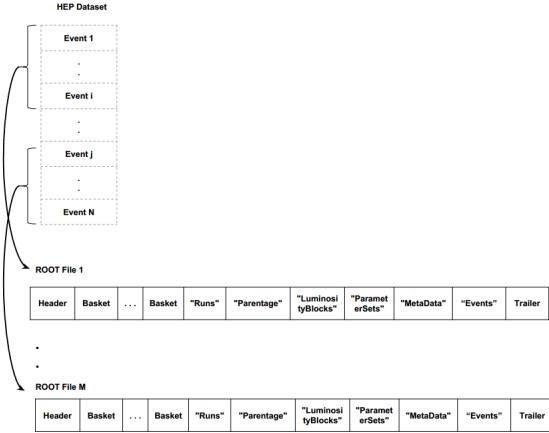 HEP Dataset
Event 1
.
.
Event i
.
.
Event j
.
.
Event N
ROOT File 1
Header Basket . . . Basket "Runs" "Parentage" "Luminosi tyBlocks" "Paramet erSets" "MetaData" “Events” Trailer
.
.
ROOT File M
Header Basket . . . Basket "Runs" "Parentage" "Luminosi tyBlocks" "Paramet erSets" "MetaData" “Events” Trailer